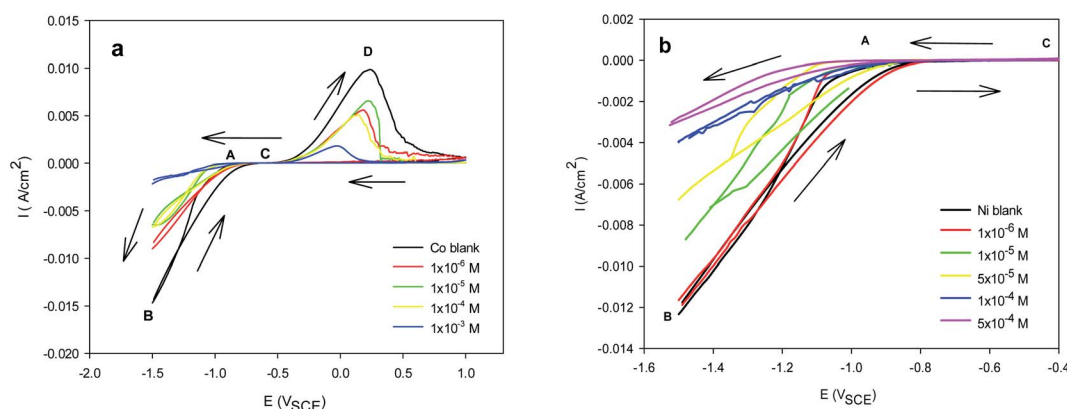 a
0.015
0.010
0.005
0.000
-0.005
-0.010
-0.015
-0.020
I ( A/cm²)
-2.0 -1.5 -1.0 -0.5 0.0 0.5 1.0
E (V_SCE)
D
A C
B
Co blank
1x10⁻⁶ M
1x10⁻⁵ M
1x10⁻⁴ M
1x10⁻³ M
b
0.002
0.000
-0.002
-0.004
-0.006
-0.008
-0.010
-0.012
-0.014
I (A/cm²)
-1.6 -1.4 -1.2 -1.0 -0.8 -0.6 -0.4
E (V_SCE)
A
C
B
Ni blank
1x10⁻⁶ M
1x10⁻⁵ M
5x10⁻⁵ M
1x10⁻⁴ M
5x10⁻⁴ M